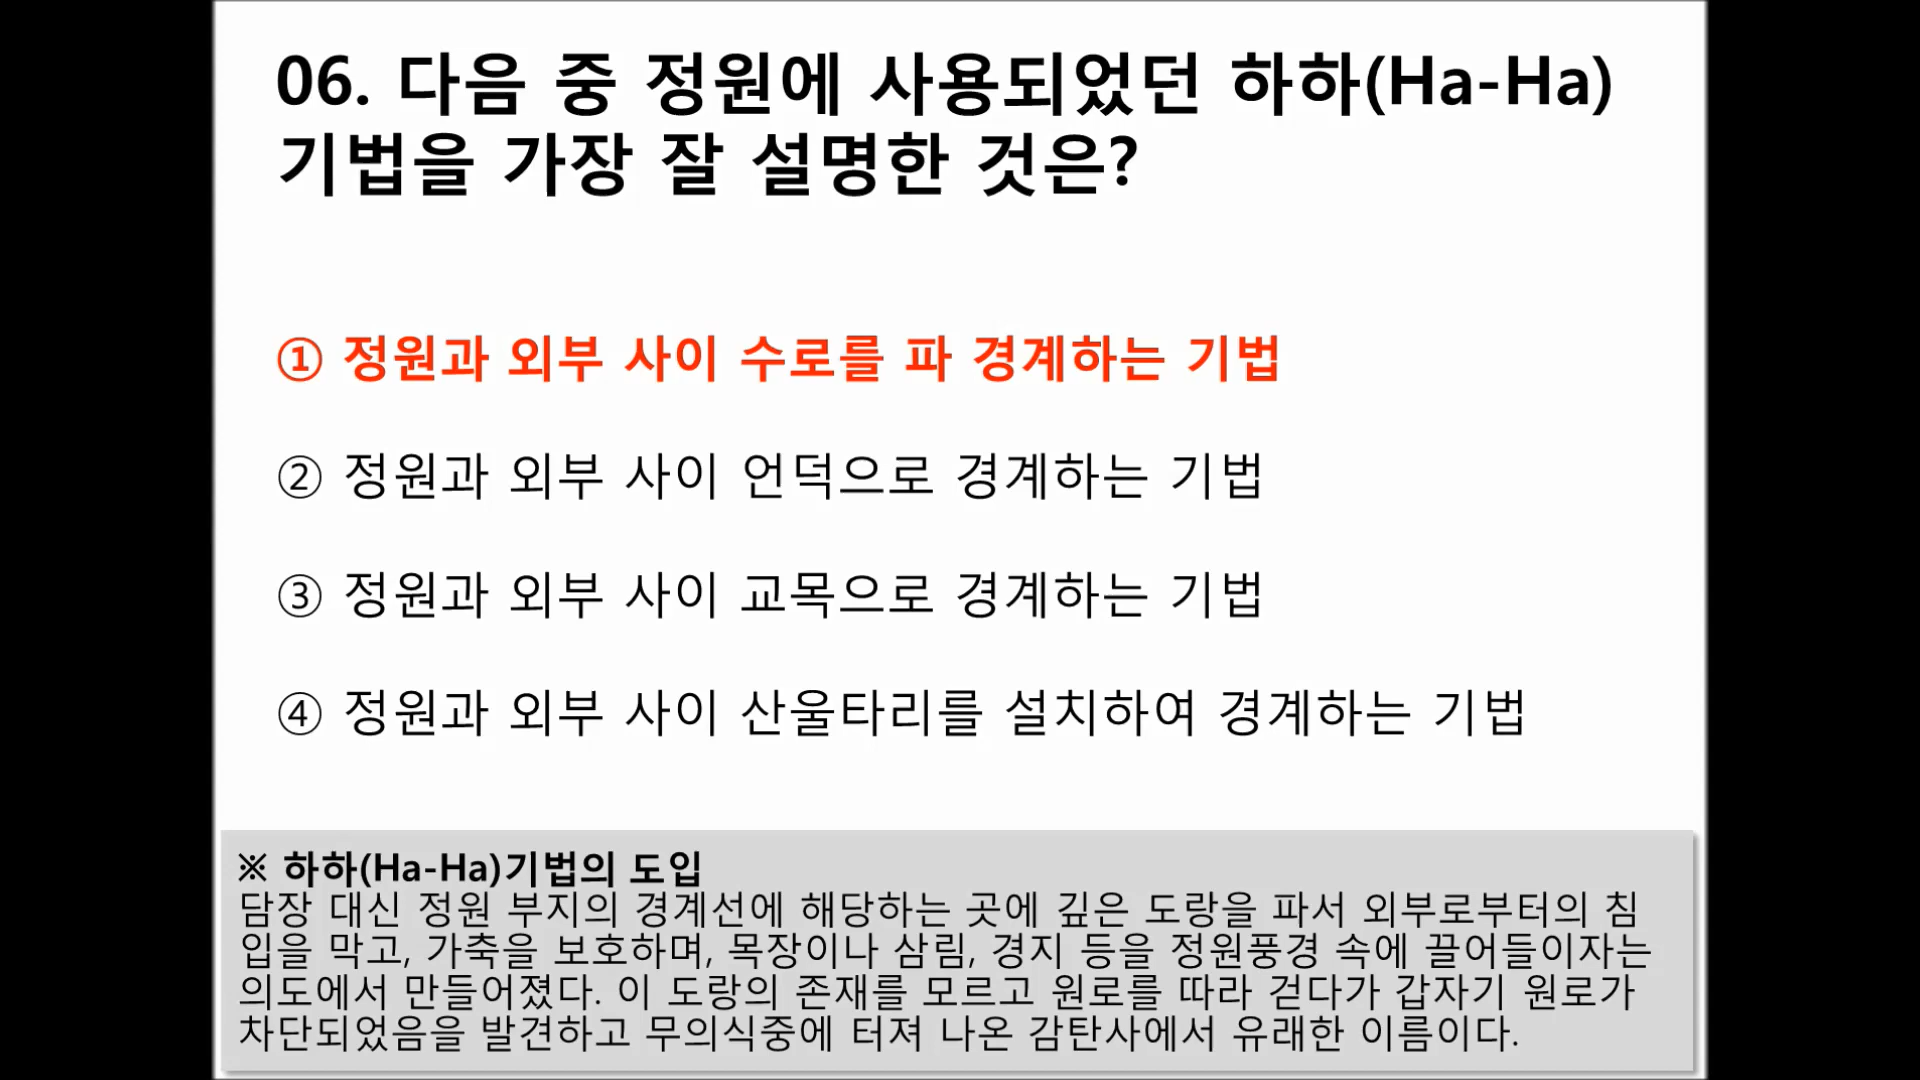 06. 다음 중 정원에 사용되었던 하하(Ha-Ha)
기법을 가장 잘 설명한 것은?
① 정원과 외부 사이 수로를 파 경계하는 기법
② 정원과 외부 사이 언덕으로 경계하는 기법
③ 정원과 외부 사이 교목으로 경계하는 기법
④ 정원과 외부 사이 산울타리를 설치하여 경계하는 기법
※ 하하(Ha-Ha)기법의 도입
담장 대신 정원 부지의 경계선에 해당하는 곳에 깊은 도랑을 파서 외부로부터의 침
입을 막고, 가축을 보호하며, 목장이나 삼림, 경지 등을 정원풍경 속에 끌어들이자는
의도에서 만들어졌다. 이 도랑의 존재를 모르고 원로를 따라 걷다가 갑자기 원로가
차단되었음을 발견하고 무의식중에 터져 나온 감탄사에서 유래한 이름이다.